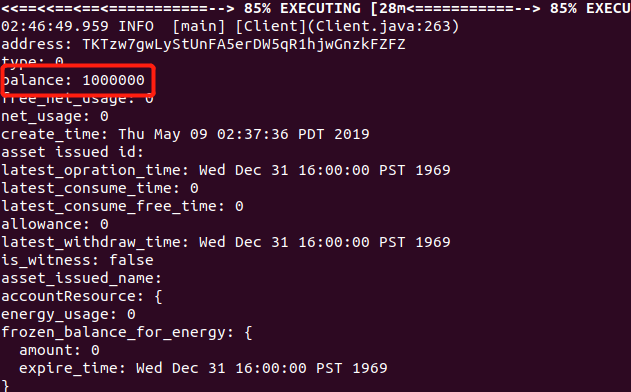 <<==<<==<==<===========--> 85% EXECUTING [28m<===========--> 85% EXECU
02:46:49.959 INFO  [main] [Client](Client.java:263)
address: TKTzw7gwLyStUnFA5erDW5qR1hjwGnzkFZFZ
type: 0
balance: 1000000
free_net_usage: 0
net_usage: 0
create_time: Thu May 09 02:37:36 PDT 2019
asset issued id:
latest_opration_time: Wed Dec 31 16:00:00 PST 1969
latest_consume_time: 0
latest_consume_free_time: 0
allowance: 0
latest_withdraw_time: Wed Dec 31 16:00:00 PST 1969
is_witness: false
asset_issued_name:
accountResource: {
energy_usage: 0
frozen_balance_for_energy: {
  amount: 0
  expire_time: Wed Dec 31 16:00:00 PST 1969
}